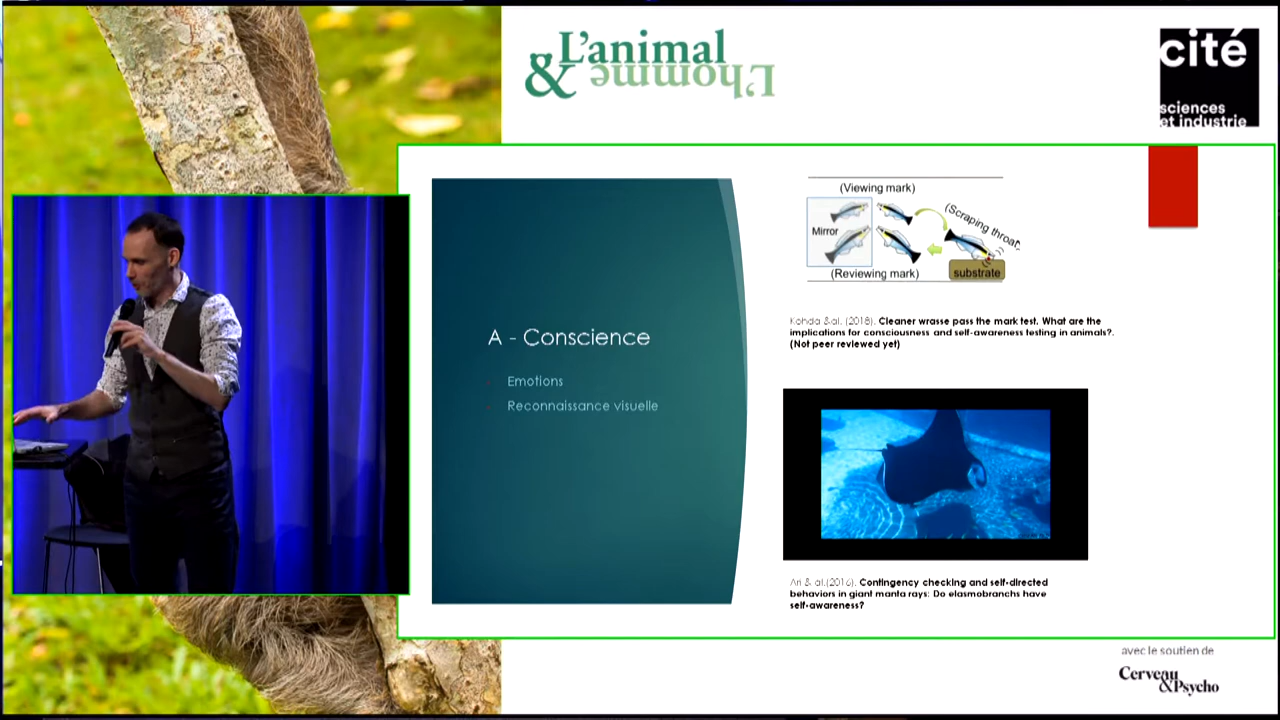 L'animal
& L'homme
cité
sciences
et industrie
A - Conscience
Emotions
Reconnaissance visuelle
(Viewing mark)
Mirror
(Scraping throat)
(Reviewing mark)
substrate
Kohda & al. (2018). Cleaner wrasse pass the mark test. What are the
implications for consciousness and self-awareness testing in animals?.
(Not peer reviewed yet)
Ari & al.(2016). Contingency checking and self-directed
behaviors in giant manta rays: Do elasmobranchs have
self-awareness?
avec le soutien de
Cerveau
&Psycho